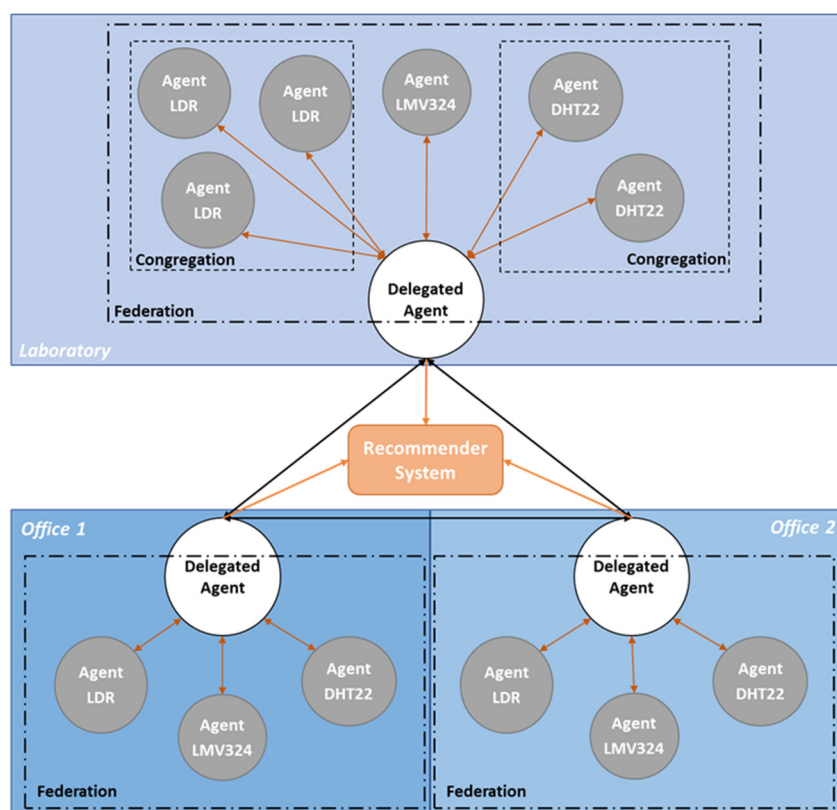 Agent
LDR
Agent
LDR
Agent
LMV324
Agent
DHT22
Agent
LDR
Agent
DHT22
Congregation
Congregation
Delegated
Agent
Federation
Laboratory
Recommender
System
Office 1
Office 2
Delegated
Agent
Delegated
Agent
Agent
LDR
Agent
LMV324
Agent
DHT22
Agent
LDR
Agent
LMV324
Agent
DHT22
Federation
Federation